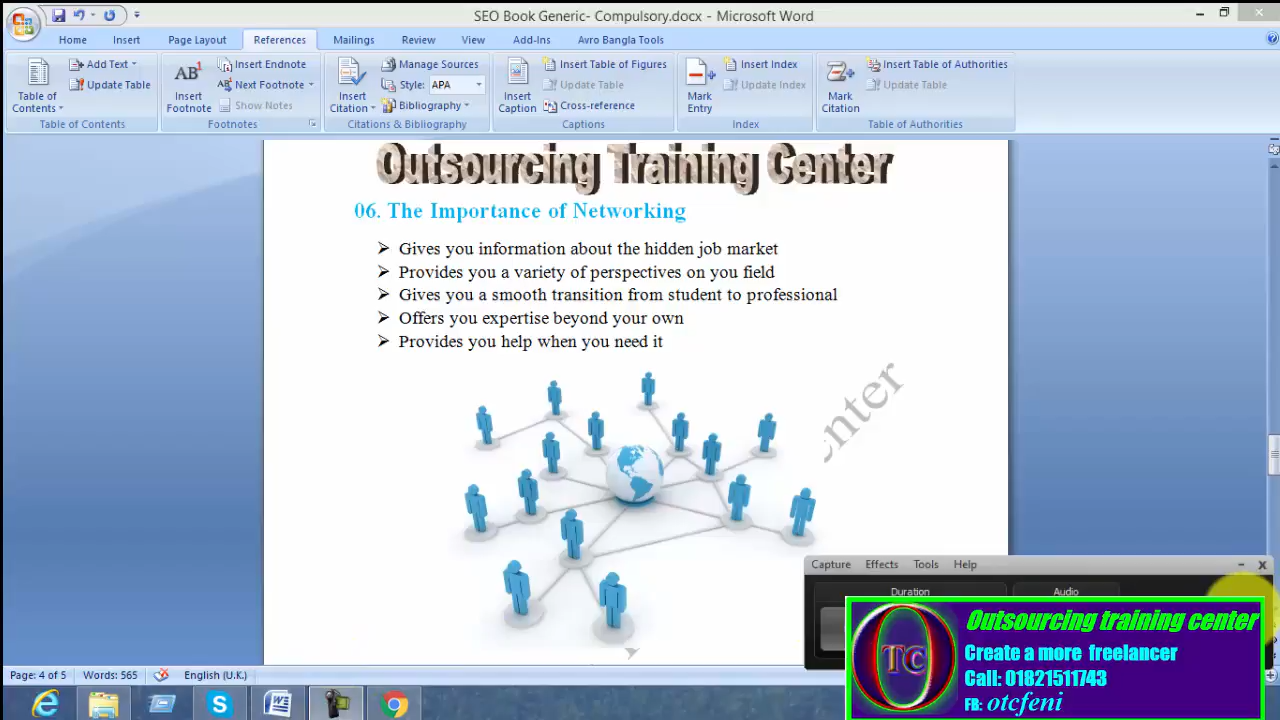 SEO Book Generic- Compulsory.docx - Microsoft Word
Home Insert Page Layout References Mailings Review View Add-Ins Avro Bangla Tools
Table of Contents
Add Text
Update Table
Table of Contents
AB1
Insert Footnote
Insert Endnote
Next Footnote
Show Notes
Footnotes
Insert Citation
Manage Sources
Style: APA
Bibliography
Citations & Bibliography
Insert Caption
Insert Table of Figures
Update Table
Cross-reference
Captions
Mark Entry
Insert Index
Update Index
Index
Mark Citation
Insert Table of Authorities
Update Table
Table of Authorities
Outsourcing Training Center
06. The Importance of Networking
Gives you information about the hidden job market
Provides you a variety of perspectives on you field
Gives you a smooth transition from student to professional
Offers you expertise beyond your own
Provides you help when you need it
enter
Capture Effects Tools Help
Duration Audio
OTC
Outsourcing training center
Create a more freelancer
Call: 01821511743
FB: otcfeni
Page: 4 of 5 Words: 565 English (U.K.)